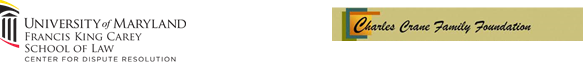 UNIVERSITY of MARYLAND
FRANCIS KING CAREY
SCHOOL OF LAW
CENTER FOR DISPUTE RESOLUTION
Charles Crane Family Foundation